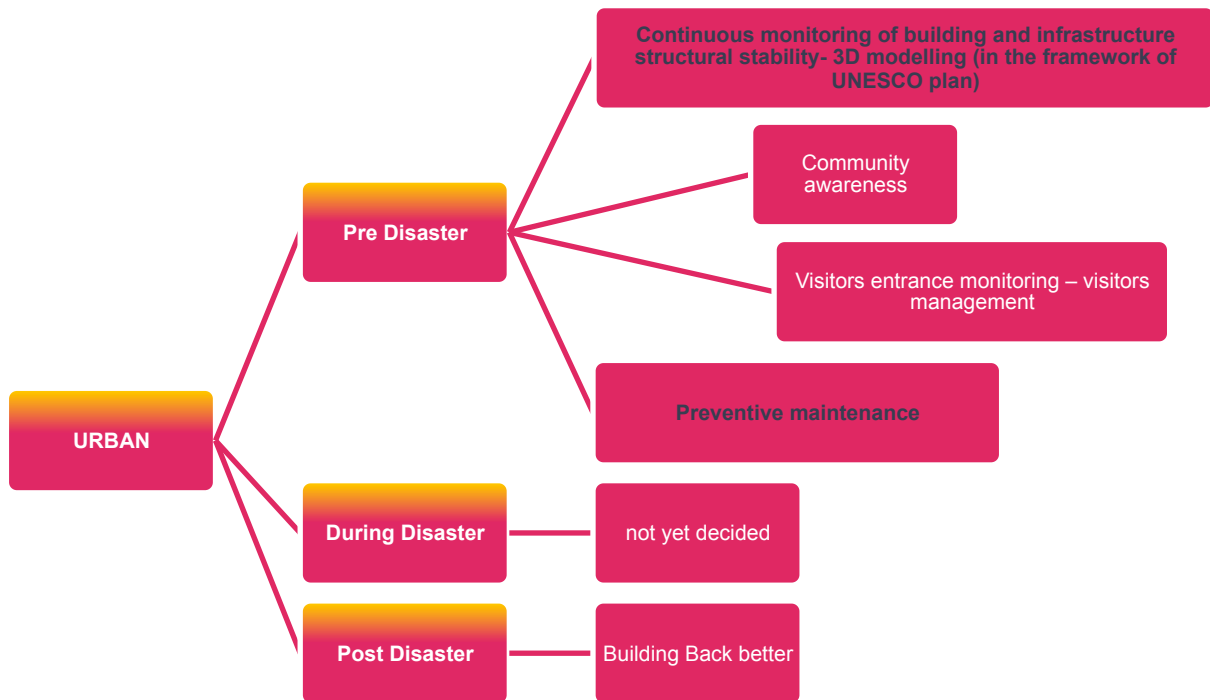 Continuous monitoring of building and infrastructure
structural stability- 3D modelling (in the framework of
UNESCO plan)
Community
awareness
Pre Disaster
Visitors entrance monitoring – visitors
management
Preventive maintenance
URBAN
During Disaster
not yet decided
Post Disaster
Building Back better